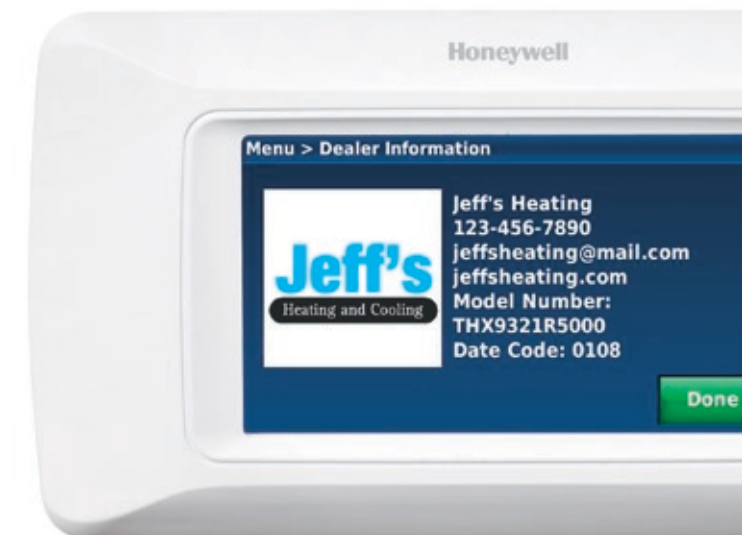 Honeywell
Menu > Dealer Information
Jeff's
Heating and Cooling
Jeff's Heating
123-456-7890
jeffsheating@mail.com
jeffsheating.com
Model Number:
THX9321R5000
Date Code: 0108
Done